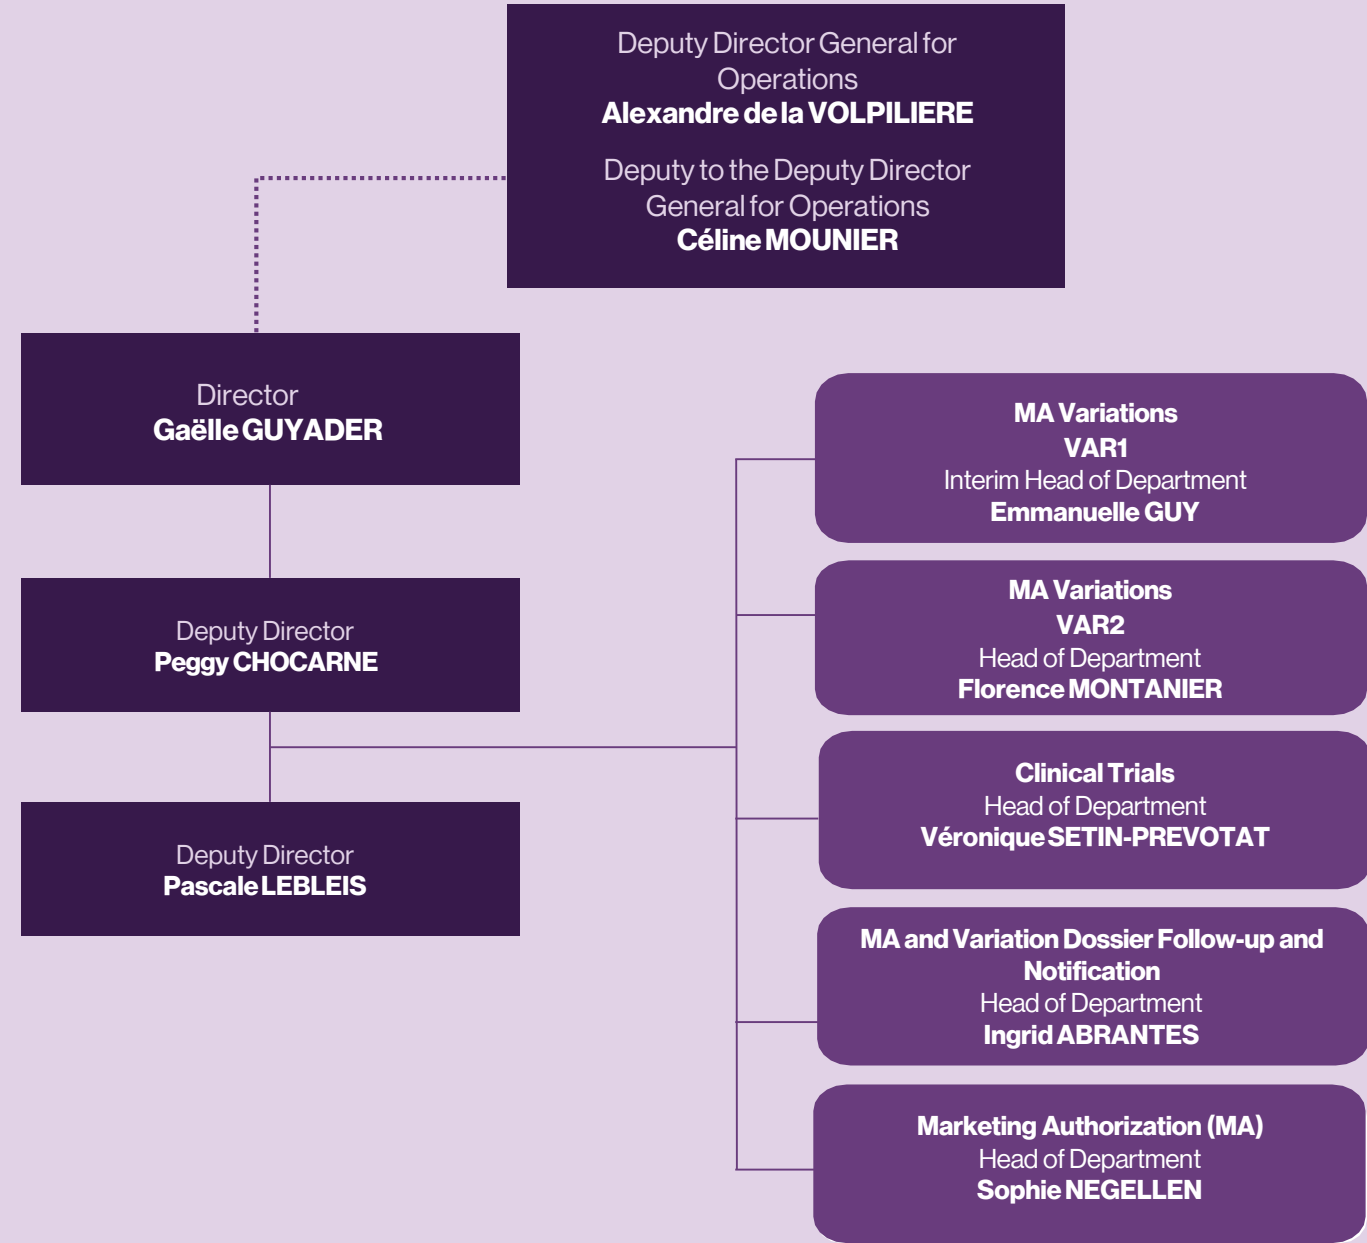 Deputy Director General for
Operations
Alexandre de la VOLPILIERE
Deputy to the Deputy Director
General for Operations
Céline MOUNIER
Director
Gaëlle GUYADER
Deputy Director
Peggy CHOCARNE
Deputy Director
Pascale LEBLEIS
MA Variations
VAR1
Interim Head of Department
Emmanuelle GUY
MA Variations
VAR2
Head of Department
Florence MONTANIER
Clinical Trials
Head of Department
Véronique SETIN-PREVOTAT
MA and Variation Dossier Follow-up and
Notification
Head of Department
Ingrid ABRANTES
Marketing Authorization (MA)
Head of Department
Sophie NEGELLEN